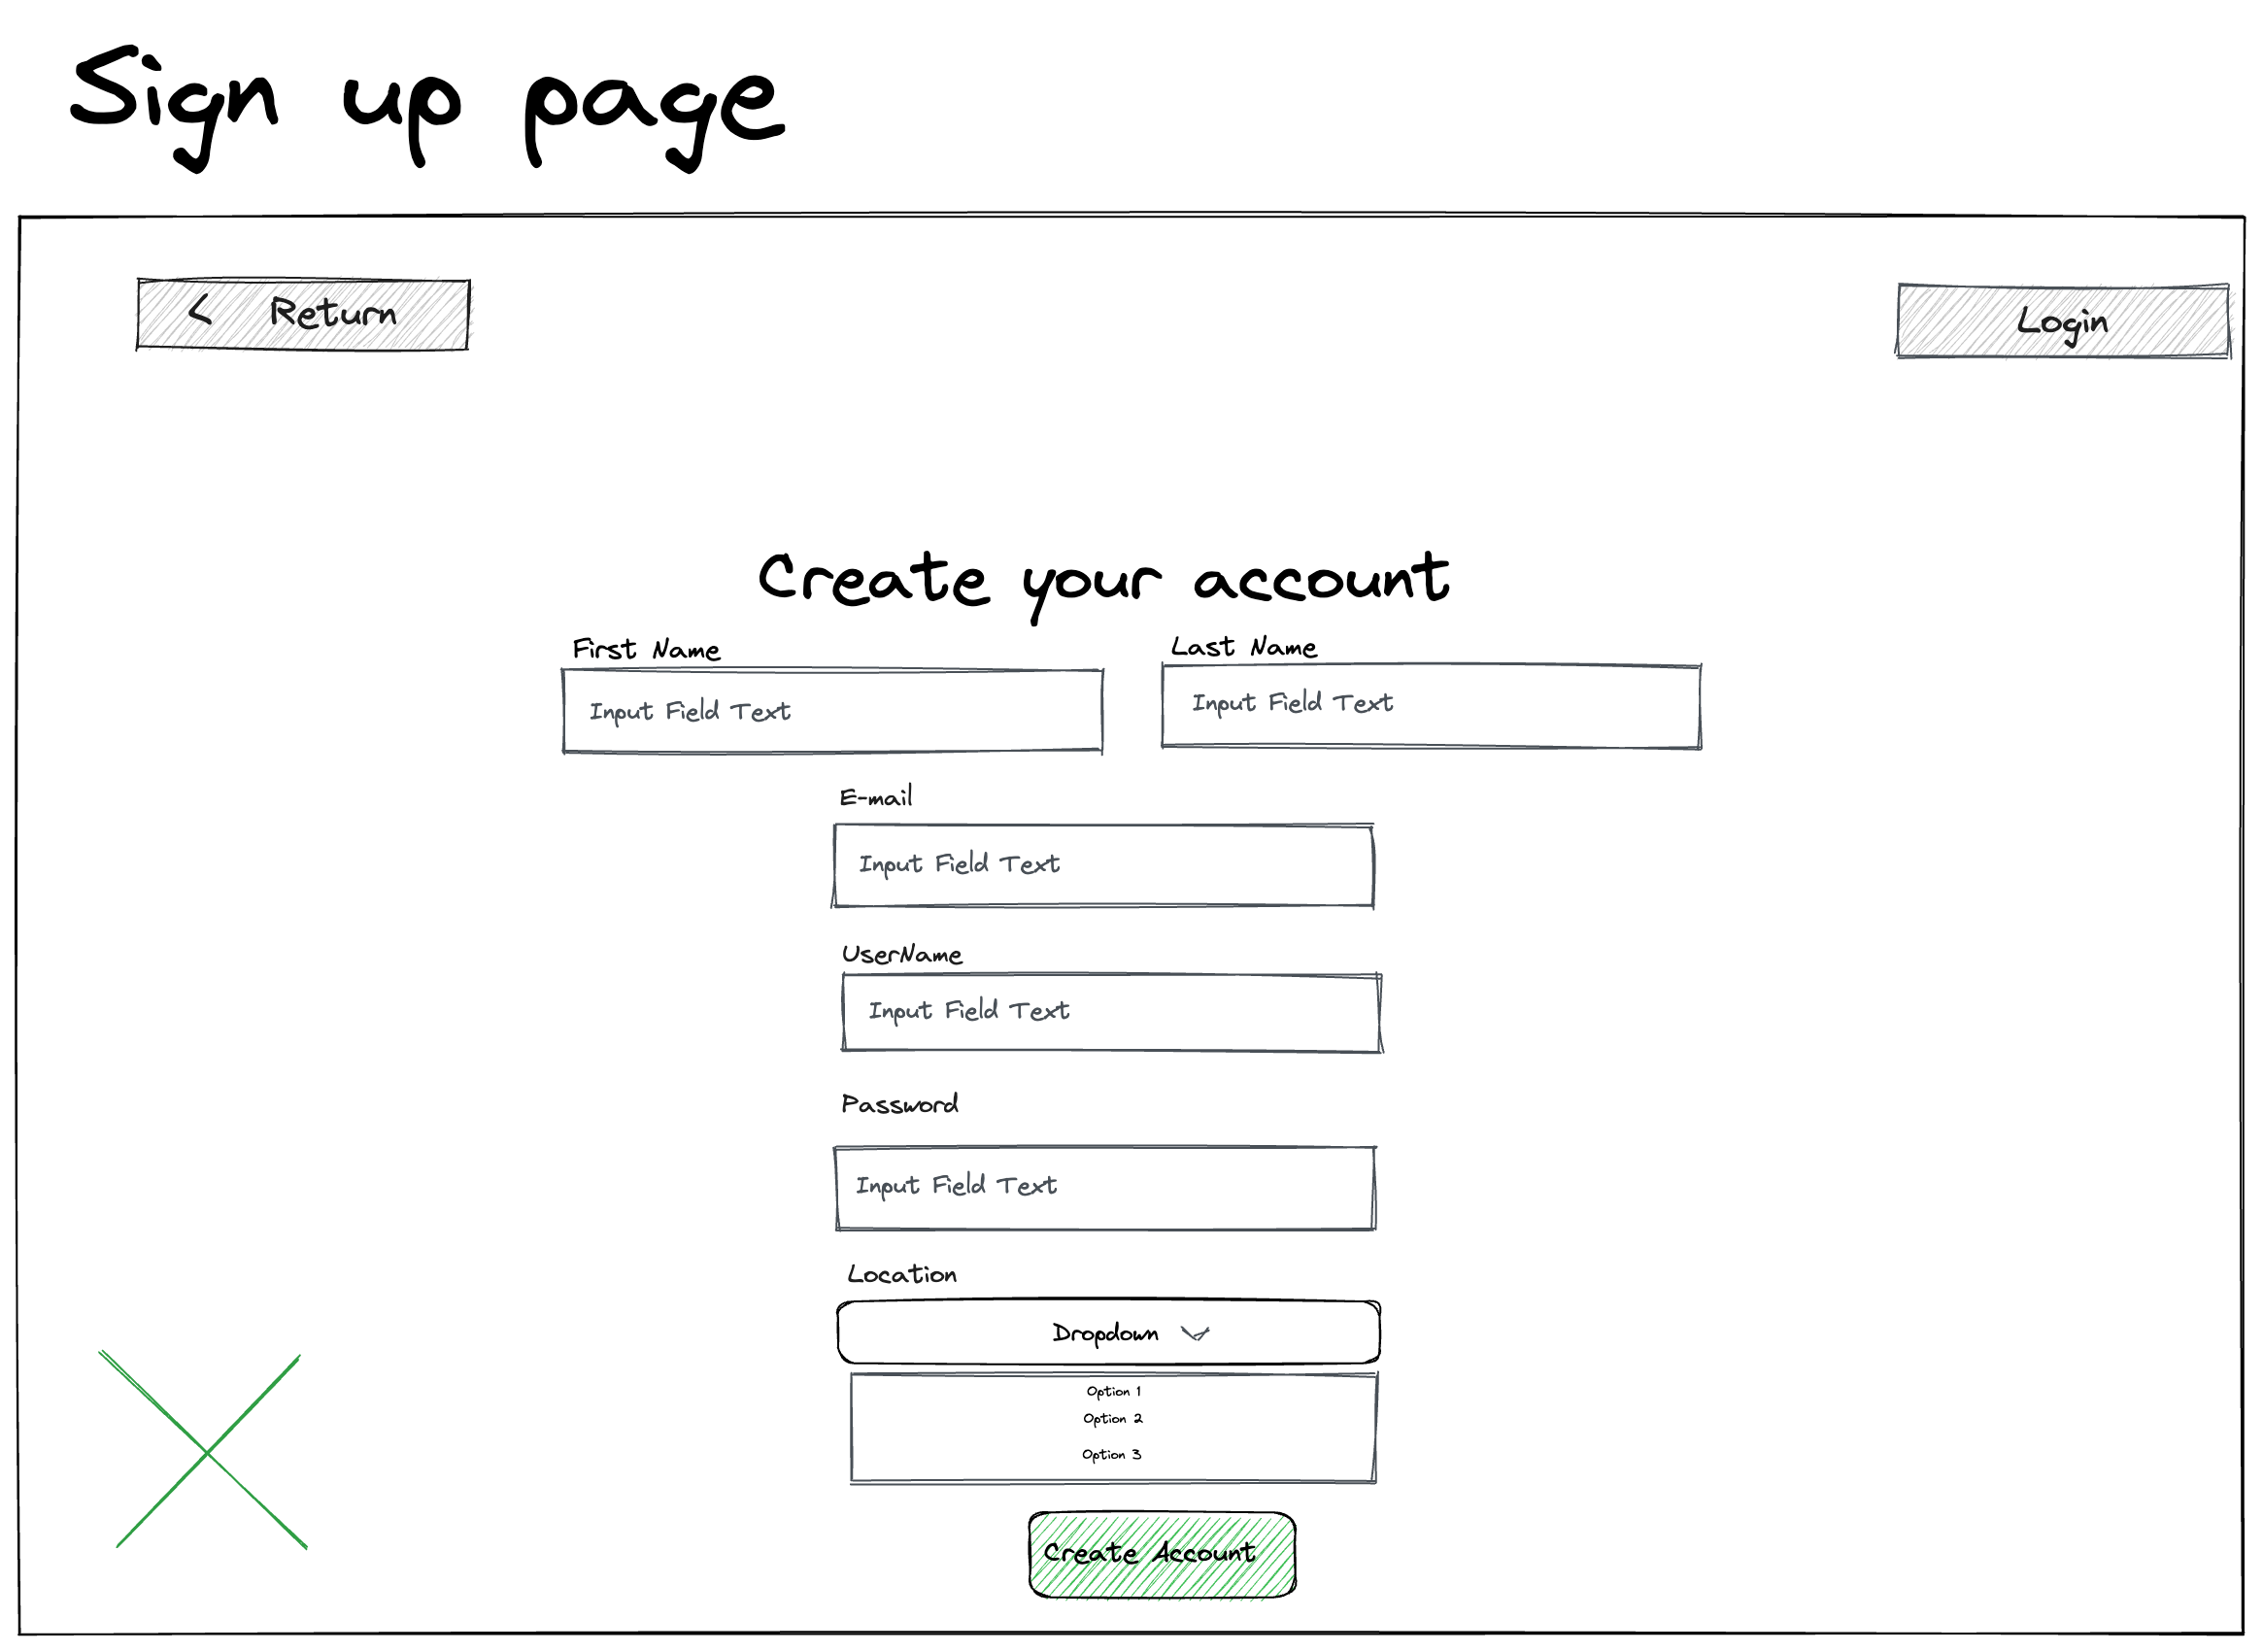 Sign up page
< Return
Login
Create your account
First Name
Last Name
Input Field Text
Input Field Text
E-mail
Input Field Text
UserName
Input Field Text
Password
Input Field Text
Location
Dropdown
Option 1
Option 2
Option 3
Create Account